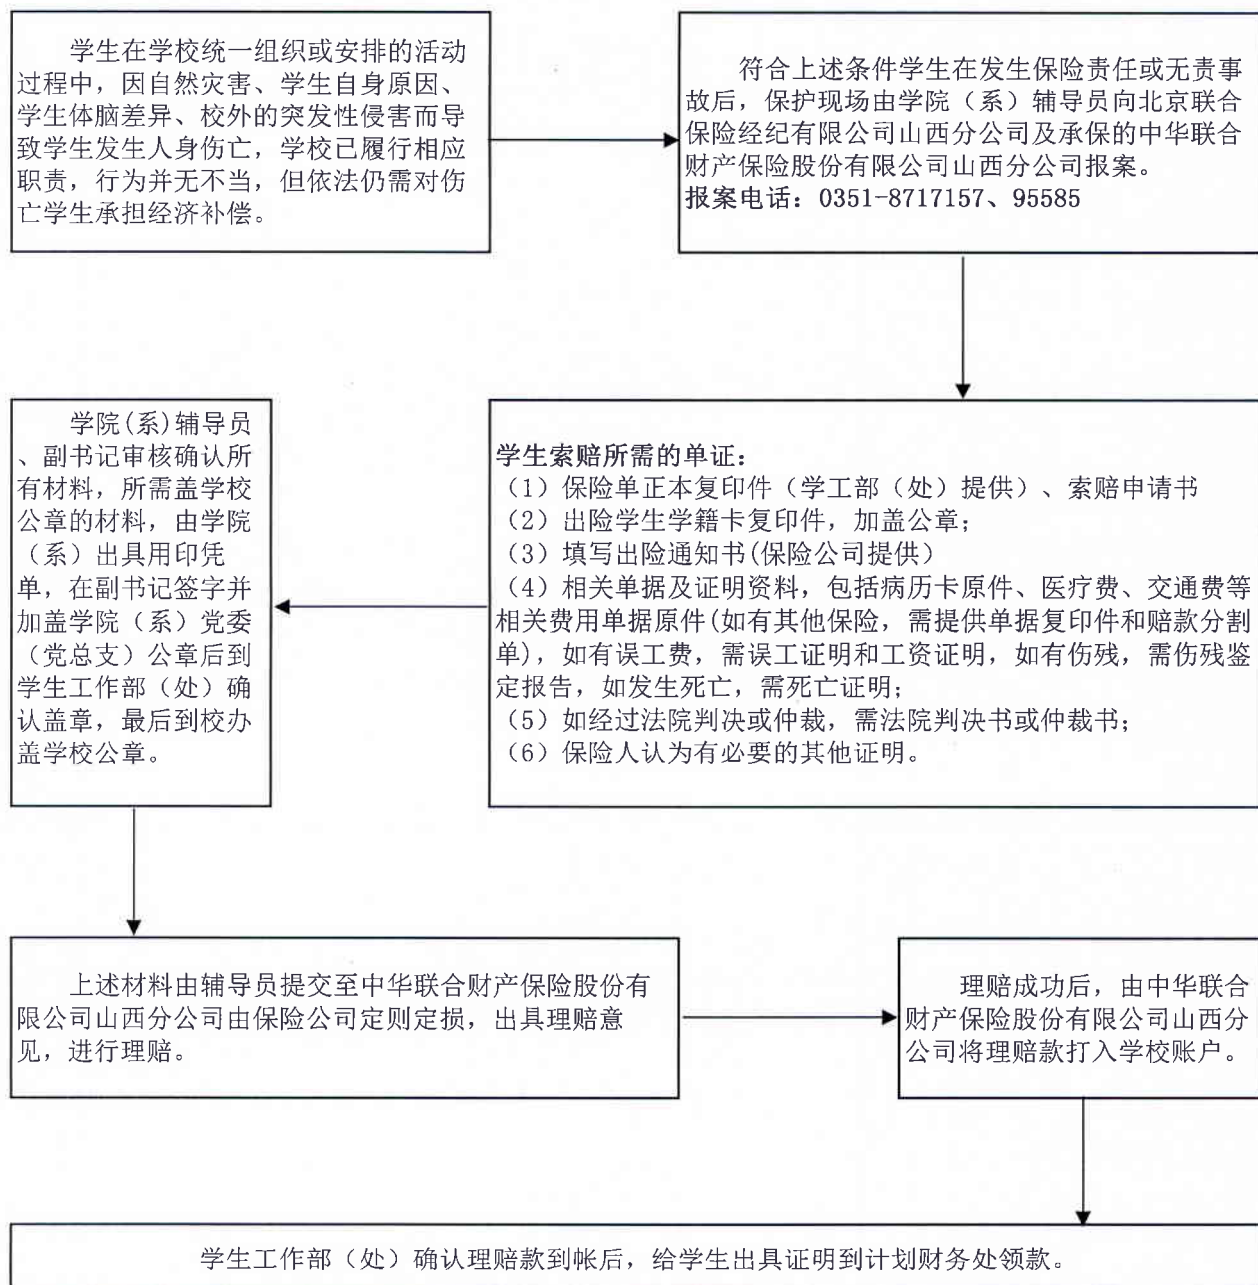 学生在学校统一组织或安排的活动
过程中，因自然灾害、学生自身原因、
学生体脑差异、校外的突发性侵害而导
致学生发生人身伤亡，学校已履行相应
职责，行为并无不当，但依法仍需对伤
亡学生承担经济补偿。
符合上述条件学生在发生保险责任或无责事
故后，保护现场由学院（系）辅导员向北京联合
保险经纪有限公司山西分公司及承保的中华联合
财产保险股份有限公司山西分公司报案。
报案电话：0351-8717157、95585
学生索赔所需的单证：
（1）保险单正本复印件（学工部（处）提供）、索赔申请书
（2）出险学生学籍卡复印件，加盖公章；
（3）填写出险通知书(保险公司提供）
（4）相关单据及证明资料，包括病历卡原件、医疗费、交通费等
相关费用单据原件(如有其他保险，需提供单据复印件和赔款分割
单)，如有误工费，需误工证明和工资证明，如有伤残，需伤残鉴
定报告，如发生死亡，需死亡证明；
（5）如经过法院判决或仲裁，需法院判决书或仲裁书；
（6）保险人认为有必要的其他证明。
学院(系)辅导员
、副书记审核确认所
有材料，所需盖学校
公章的材料，由学院
（系）出具用印凭
单，在副书记签字并
加盖学院（系）党委
（党总支）公章后到
学生工作部（处）确
认盖章，最后到校办
盖学校公章。
上述材料由辅导员提交至中华联合财产保险股份有
限公司山西分公司由保险公司定则定损，出具理赔意
见，进行理赔。
理赔成功后，由中华联合
财产保险股份有限公司山西分
公司将理赔款打入学校账户。
学生工作部（处）确认理赔款到帐后，给学生出具证明到计划财务处领款。